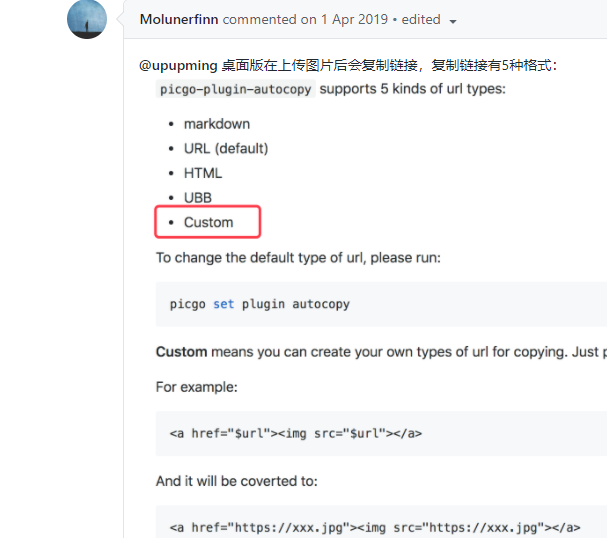 Molunerfinn commented on 1 Apr 2019 • edited
@upupming 桌面版在上传图片后会复制链接，复制链接有5种格式：
picgo-plugin-autocopy supports 5 kinds of url types:
• markdown
• URL (default)
• HTML
• UBB
• Custom
To change the default type of url, please run:
picgo set plugin autocopy
Custom means you can create your own types of url for copying. Just
For example:
<a href="$url"><img src="$url"></a>
And it will be coverted to:
<a href="https://xxx.jpg"><img src="https://xxx.jpg"></a>